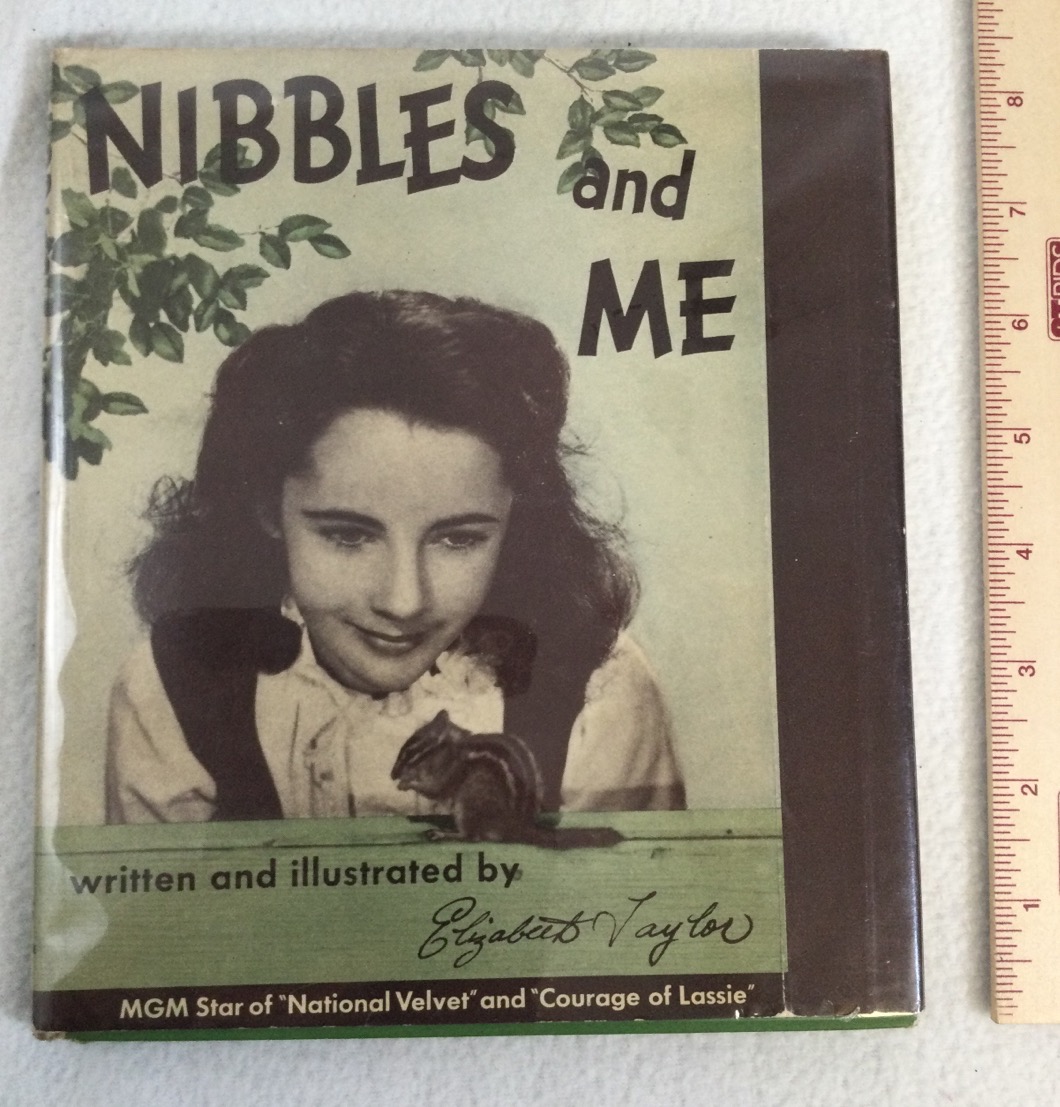 NIBBLES
and
ME
written and illustrated by
Elizabeth Taylor
MGM Star of "National Velvet" and "Courage of Lassie"
8
7
6
5
4
3
2
1